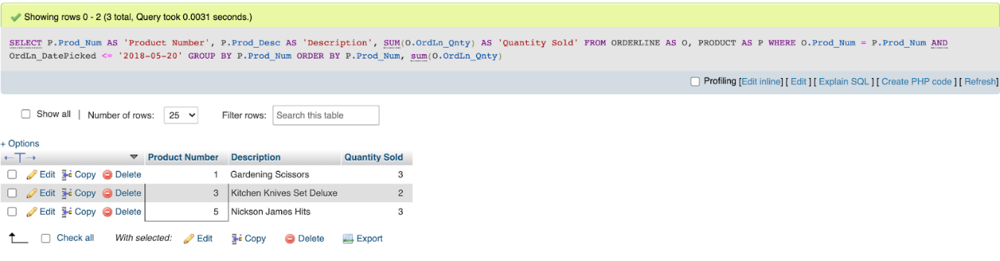 Showing rows 0 - 2 (3 total, Query took 0.0031 seconds.)
SELECT P.Prod_Num AS 'Product Number', P.Prod_Desc AS 'Description', SUM(O.OrdLn_Qnty) AS 'Quantity Sold' FROM ORDERLINE AS O, PRODUCT AS P WHERE O.Prod_Num = P.Prod_Num AND
OrdLn_DatePicked <= '2018-05-20' GROUP BY P.Prod_Num ORDER BY P.Prod_Num, sum(O.OrdLn_Qnty)
Profiling [Edit inline] [ Edit ] [ Explain SQL ] [ Create PHP code ] [ Refresh]
Show all | Number of rows: 25 Filter rows: Search this table
+ Options
←T→ Product Number Description Quantity Sold
Edit Copy Delete 1 Gardening Scissors 3
Edit Copy Delete 3 Kitchen Knives Set Deluxe 2
Edit Copy Delete 5 Nickson James Hits 3
Check all With selected: Edit Copy Delete Export